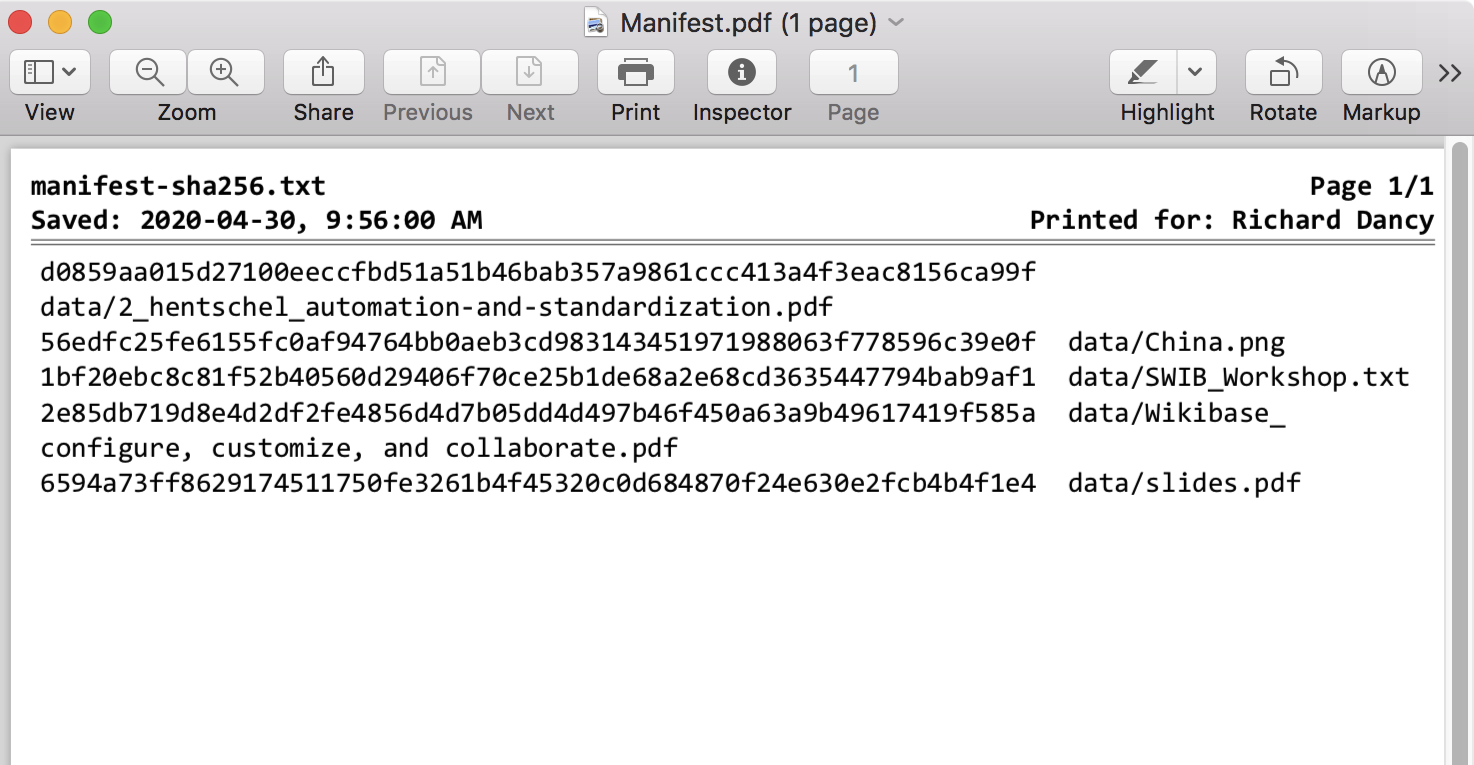 Manifest.pdf (1 page)
1
View Zoom Share Previous Next Print Inspector Page Highlight Rotate Markup
manifest-sha256.txt Page 1/1
Saved: 2020-04-30, 9:56:00 AM Printed for: Richard Dancy
d0859aa015d27100eeccfbd51a51b46bab357a9861ccc413a4f3eac8156ca99f
data/2_hentschel_automation-and-standardization.pdf
56edfc25fe6155fc0af94764bb0aeb3cd983143451971988063f778596c39e0f data/China.png
1bf20ebc8c81f52b40560d29406f70ce25b1de68a2e68cd3635447794bab9af1 data/SWIB_Workshop.txt
2e85db719d8e4d2df2fe4856d4d7b05dd4d497b46f450a63a9b49617419f585a data/Wikibase_
configure, customize, and collaborate.pdf
6594a73ff8629174511750fe3261b4f45320c0d684870f24e630e2fcb4b4f1e4 data/slides.pdf